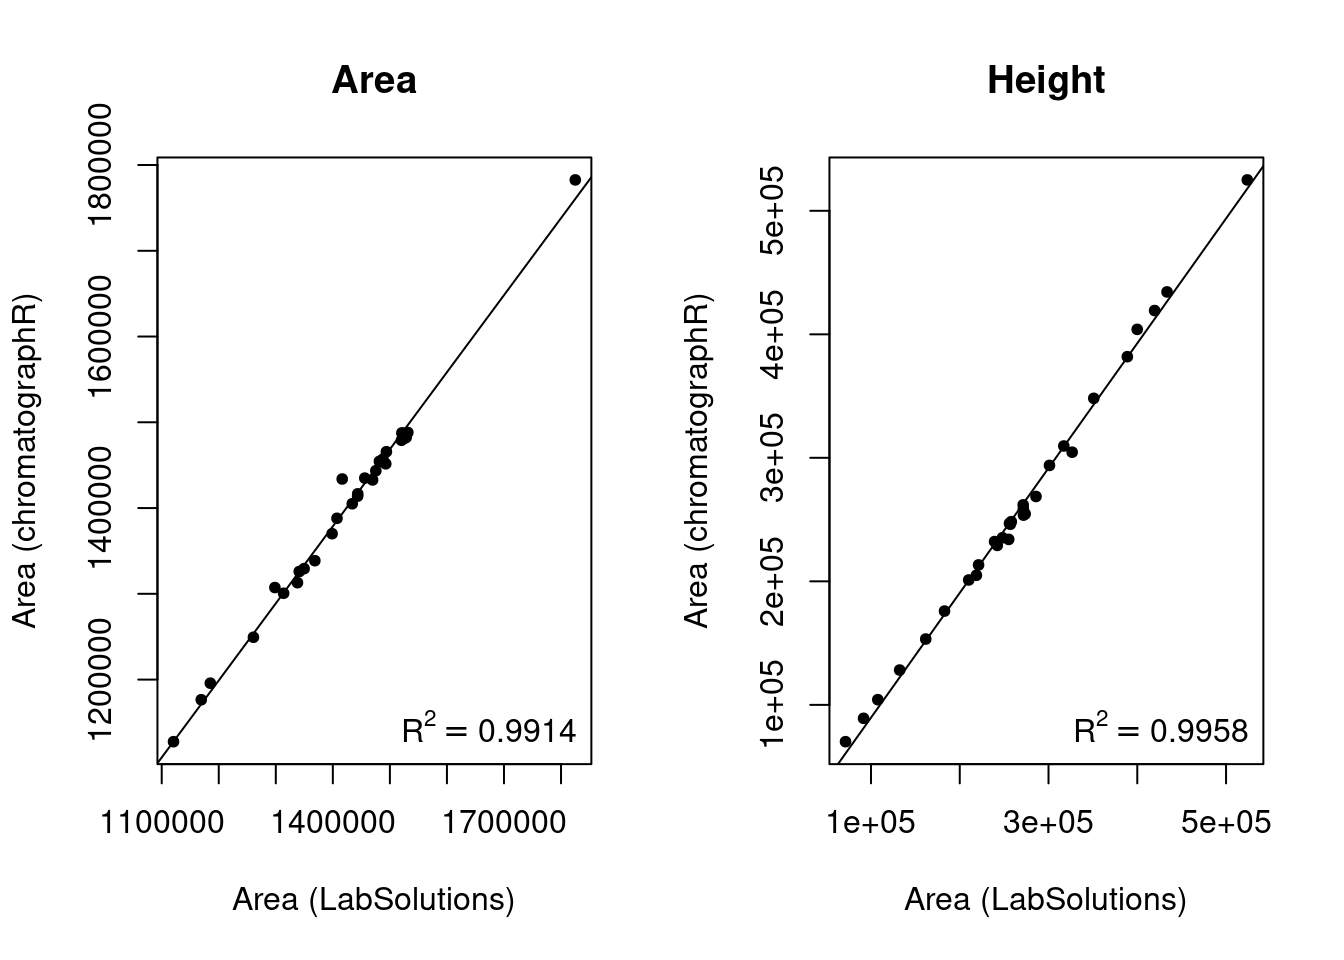 Area
1800000
1600000
1400000
1200000
Area (chromatographR)
R² = 0.9914
1100000 1400000 1700000
Area (LabSolutions)
Height
5e+05
4e+05
3e+05
2e+05
1e+05
Area (chromatographR)
R² = 0.9958
1e+05 3e+05 5e+05
Area (LabSolutions)